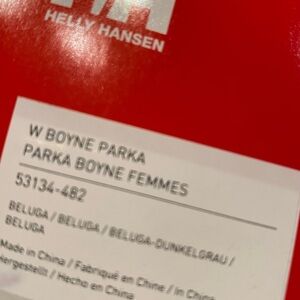 HELLY HANSEN
W BOYNE PARKA
PARKA BOYNE FEMMES
53134-482
BELUGA / BELUGA / BELUGA-DUNKELGRAU /
BELUGA
Made in China / Fabriqué en Chine / in China
Hergestellt / Hecho en China